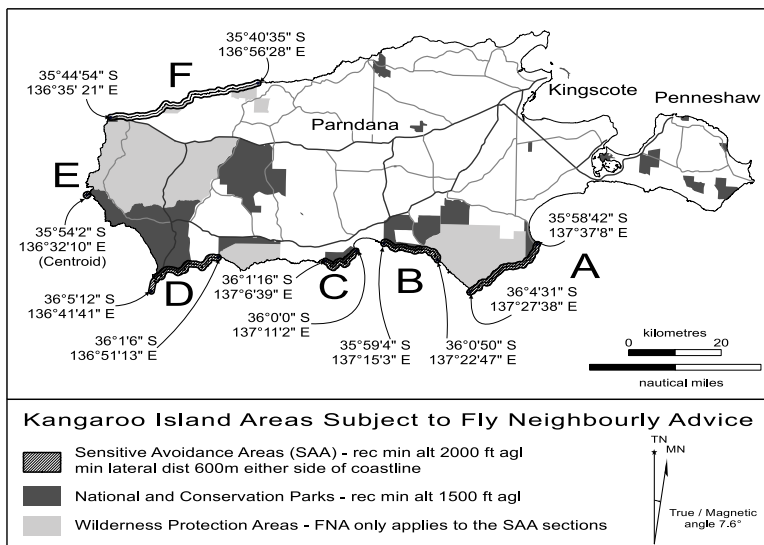 35°40'35" S
136°56'28" E
35°44'54" S
136°35' 21" E
F
Kingscote
Penneshaw
Parndana
E
35°54'2" S
136°32'10" E
(Centroid)
35°58'42" S
137°37'8" E
A
36°1'16" S
137°6'39" E
C
B
D
36°5'12" S
136°41'41" E
36°4'31" S
137°27'38" E
36°0'0" S
137°11'2" E
36°1'6" S
136°51'13" E
35°59'4" S
137°15'3" E
36°0'50" S
137°22'47" E
kilometres
0 20
nautical miles
Kangaroo Island Areas Subject to Fly Neighbourly Advice
Sensitive Avoidance Areas (SAA) - rec min alt 2000 ft agl
min lateral dist 600m either side of coastline
National and Conservation Parks - rec min alt 1500 ft agl
Wilderness Protection Areas - FNA only applies to the SAA sections
TN
MN
True / Magnetic
angle 7.6°